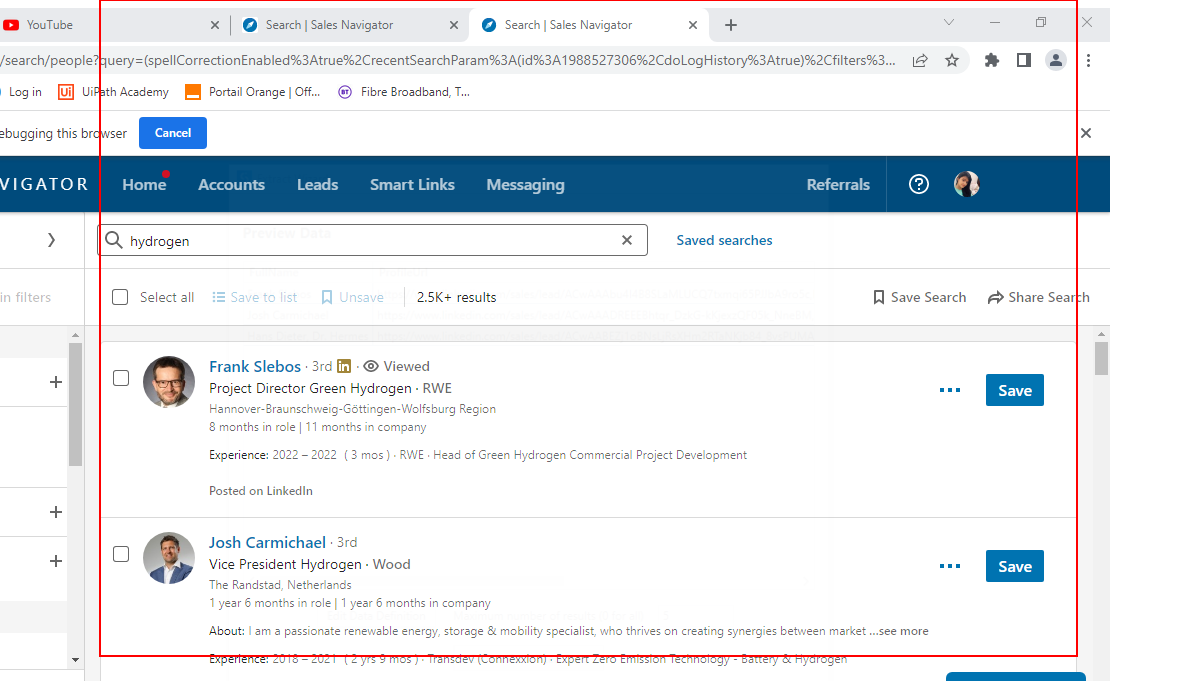 YouTube
Search | Sales Navigator
Search | Sales Navigator
/search/people?query=(spellCorrectionEnabled%3Atrue%2CrecentSearchParam%3A(id%3A1988527306%2CdoLogHistory%3Atrue)%2Cfilters%3...
Log in
UiPath Academy
Portail Orange | Off...
Fibre Broadband, T...
ebugging this browser
Cancel
VIGATOR
Home
Accounts
Leads
Smart Links
Messaging
Referrals
hydrogen
Saved searches
Preview Data
in filters
Select all
Save to list
Unsave
2.5K+ results
Save Search
Share Search
Frank Slebos · 3rd in · Viewed
Project Director Green Hydrogen · RWE
Save
Hannover-Braunschweig-Göttingen-Wolfsburg Region
8 months in role | 11 months in company
Experience: 2022 – 2022 ( 3 mos ) · RWE · Head of Green Hydrogen Commercial Project Development
Posted on LinkedIn
Josh Carmichael · 3rd
Vice President Hydrogen · Wood
Save
The Randstad, Netherlands
1 year 6 months in role | 1 year 6 months in company
About: I am a passionate renewable energy, storage & mobility specialist, who thrives on creating synergies between market ...see more
Experience: 2018 – 2021 ( 2 yrs 9 mos ) · Transdev (Connexxion) · Expert Zero Emission Technology - Battery & Hydrogen